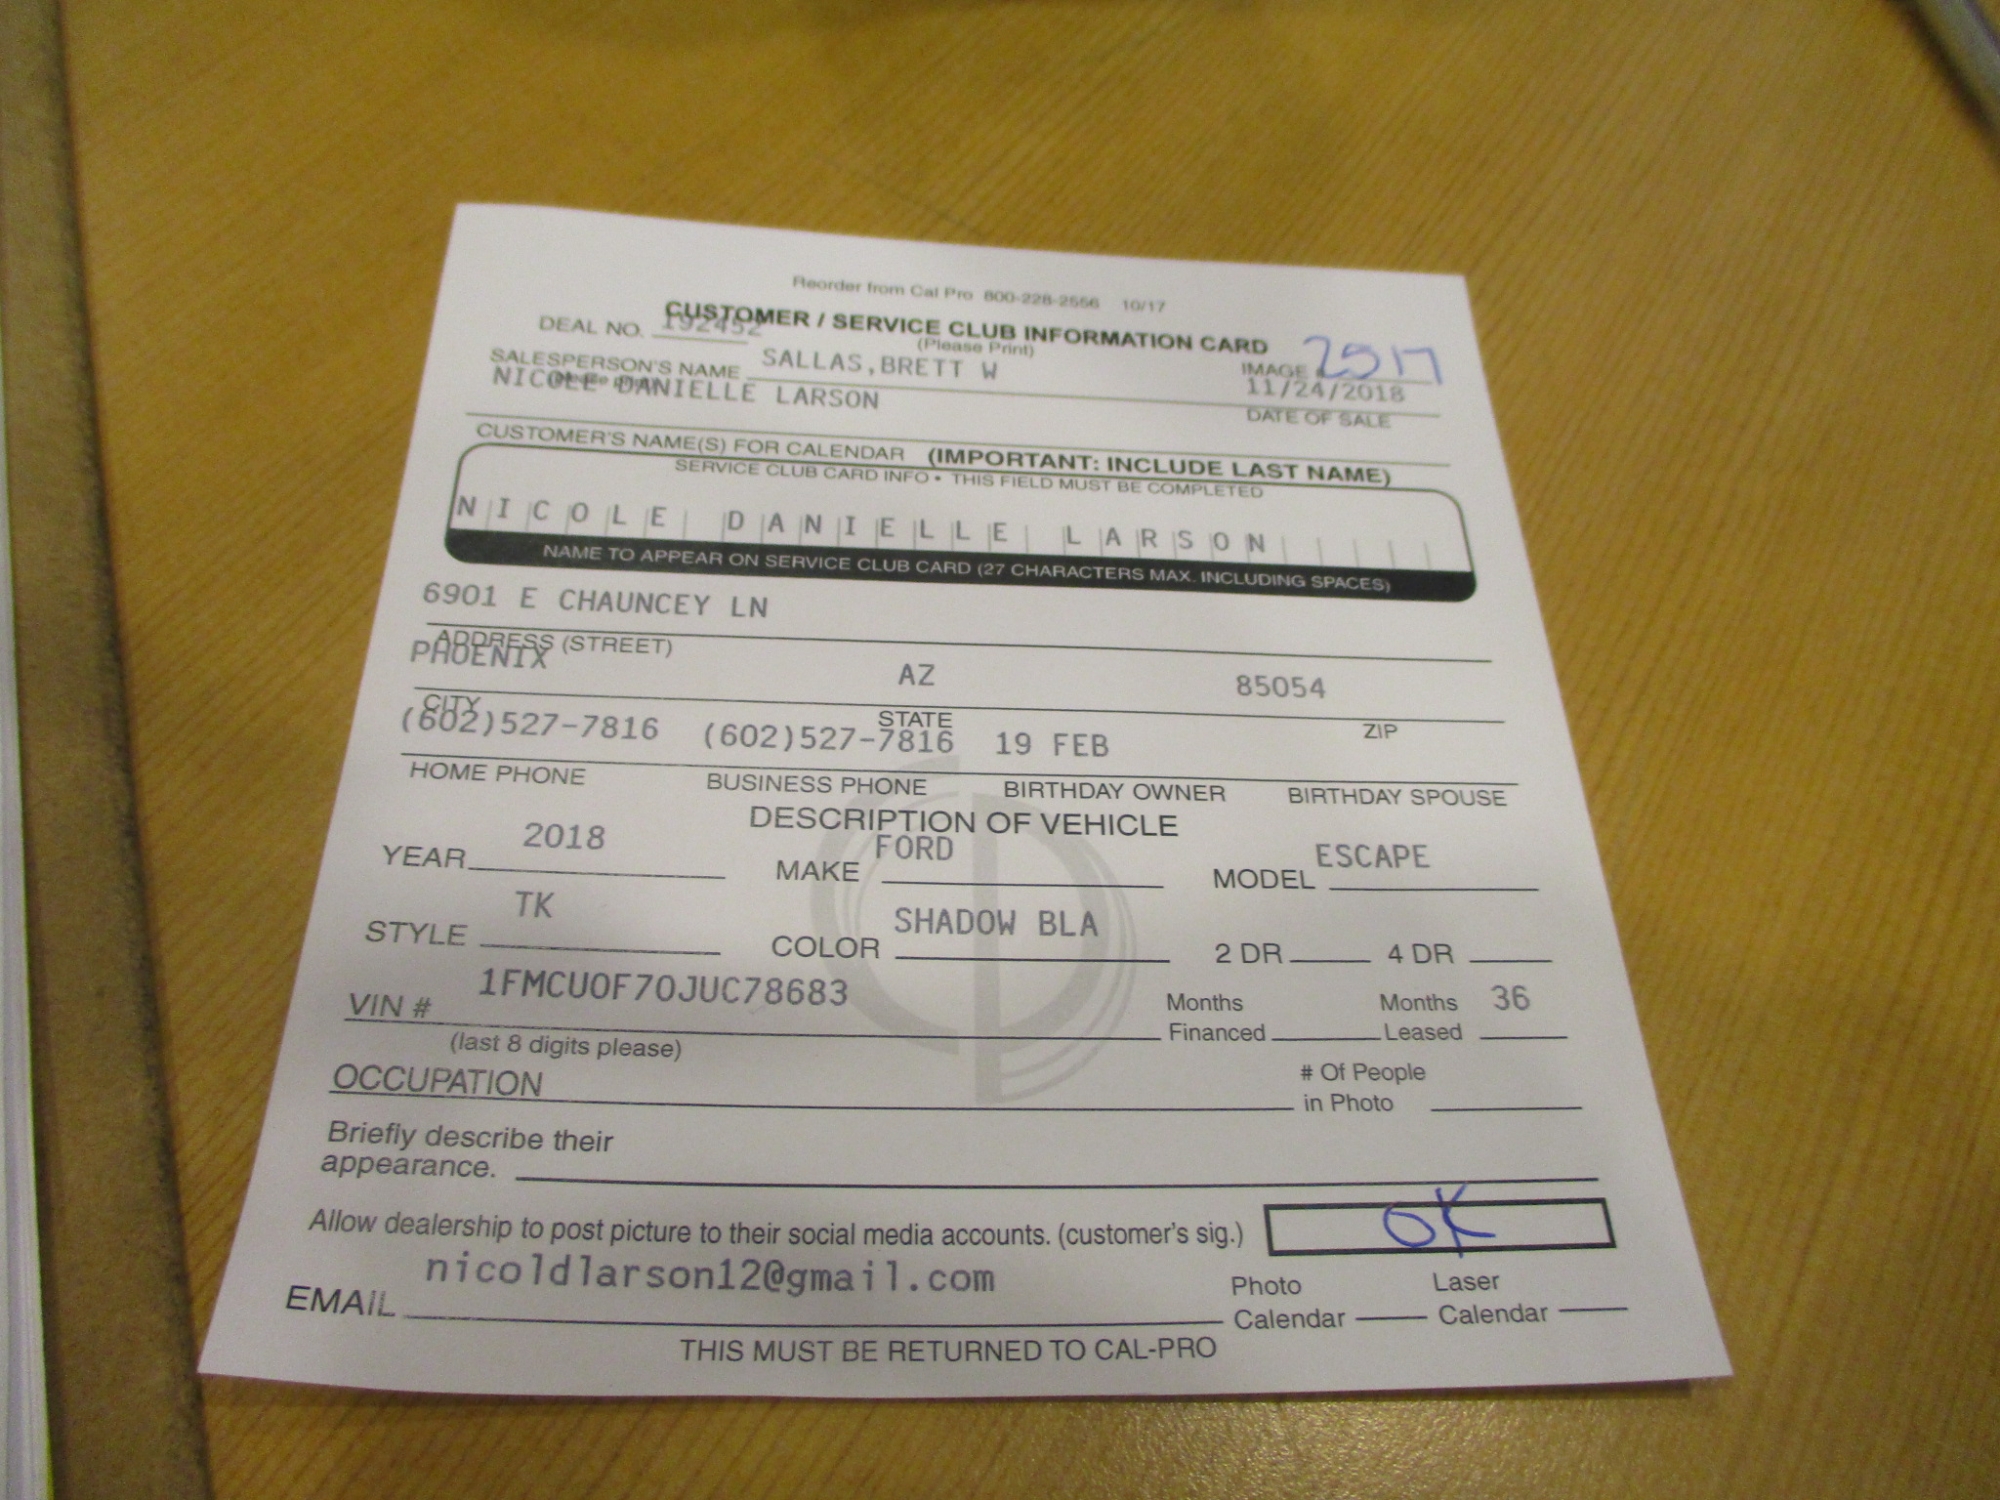 Reorder from Cal Pro 800-228-2556 10/17
CUSTOMER / SERVICE CLUB INFORMATION CARD
(Please Print)
DEAL NO. 192452
IMAGE # 2517
SALESPERSON'S NAME SALLAS,BRETT W
NICOLE DANIELLE LARSON
11/24/2018
DATE OF SALE
CUSTOMER'S NAME(S) FOR CALENDAR (IMPORTANT: INCLUDE LAST NAME)
SERVICE CLUB CARD INFO • THIS FIELD MUST BE COMPLETED
NICOLE DANIELLE LARSON
NAME TO APPEAR ON SERVICE CLUB CARD (27 CHARACTERS MAX. INCLUDING SPACES)
6901 E CHAUNCEY LN
ADDRESS (STREET)
PHOENIX AZ 85054
CITY STATE ZIP
(602)527-7816 (602)527-7816 19 FEB
HOME PHONE BUSINESS PHONE BIRTHDAY OWNER BIRTHDAY SPOUSE
DESCRIPTION OF VEHICLE
YEAR 2018 MAKE FORD MODEL ESCAPE
STYLE TK COLOR SHADOW BLA 2 DR 4 DR
VIN # 1FMCU0F70JUC78683 Months Financed Months Leased 36
(last 8 digits please)
OCCUPATION # Of People in Photo
Briefly describe their
appearance.
Allow dealership to post picture to their social media accounts. (customer's sig.) OK
EMAIL nicoldlarson12@gmail.com Photo Calendar Laser Calendar
THIS MUST BE RETURNED TO CAL-PRO